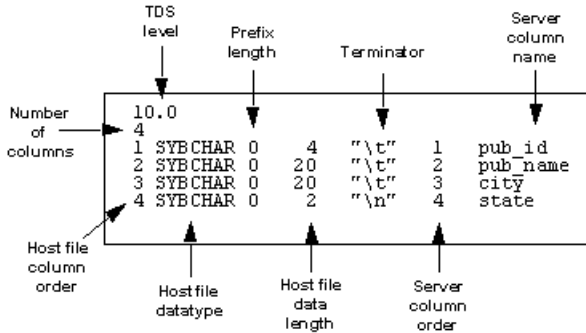 TDS
level
Prefix
length
Terminator
Server
column
name
Number
of
columns
10.0
4
1 SYBCHAR 0 4 "\t" 1 pub_id
2 SYBCHAR 0 20 "\t" 2 pub_name
3 SYBCHAR 0 20 "\t" 3 city
4 SYBCHAR 0 2 "\n" 4 state
Host file
column
order
Host file
datatype
Host file
data
length
Server
column
order